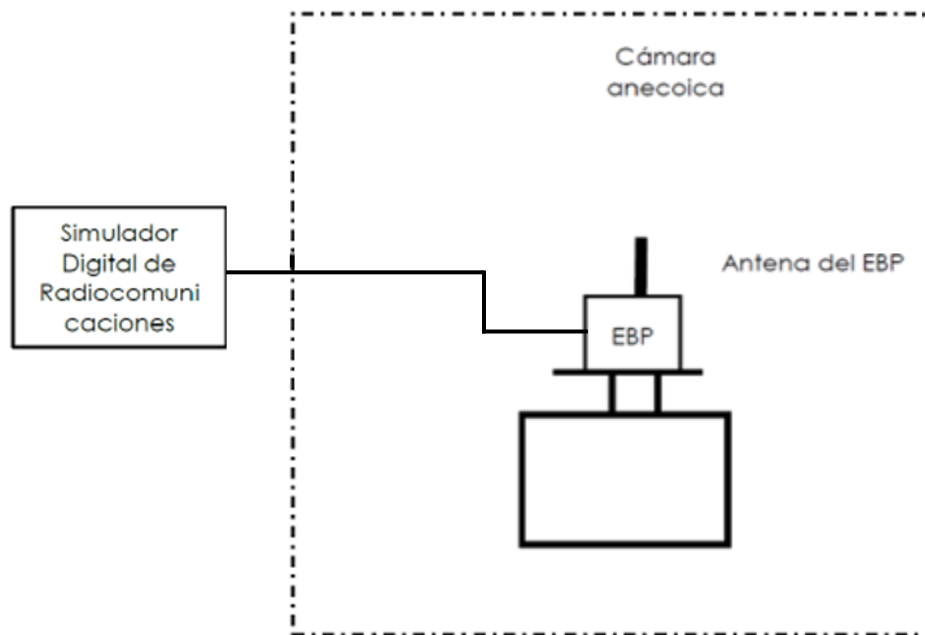 Cámara
anecoica
Simulador
Digital de
Radiocomuni
caciones
Antena del EBP
EBP